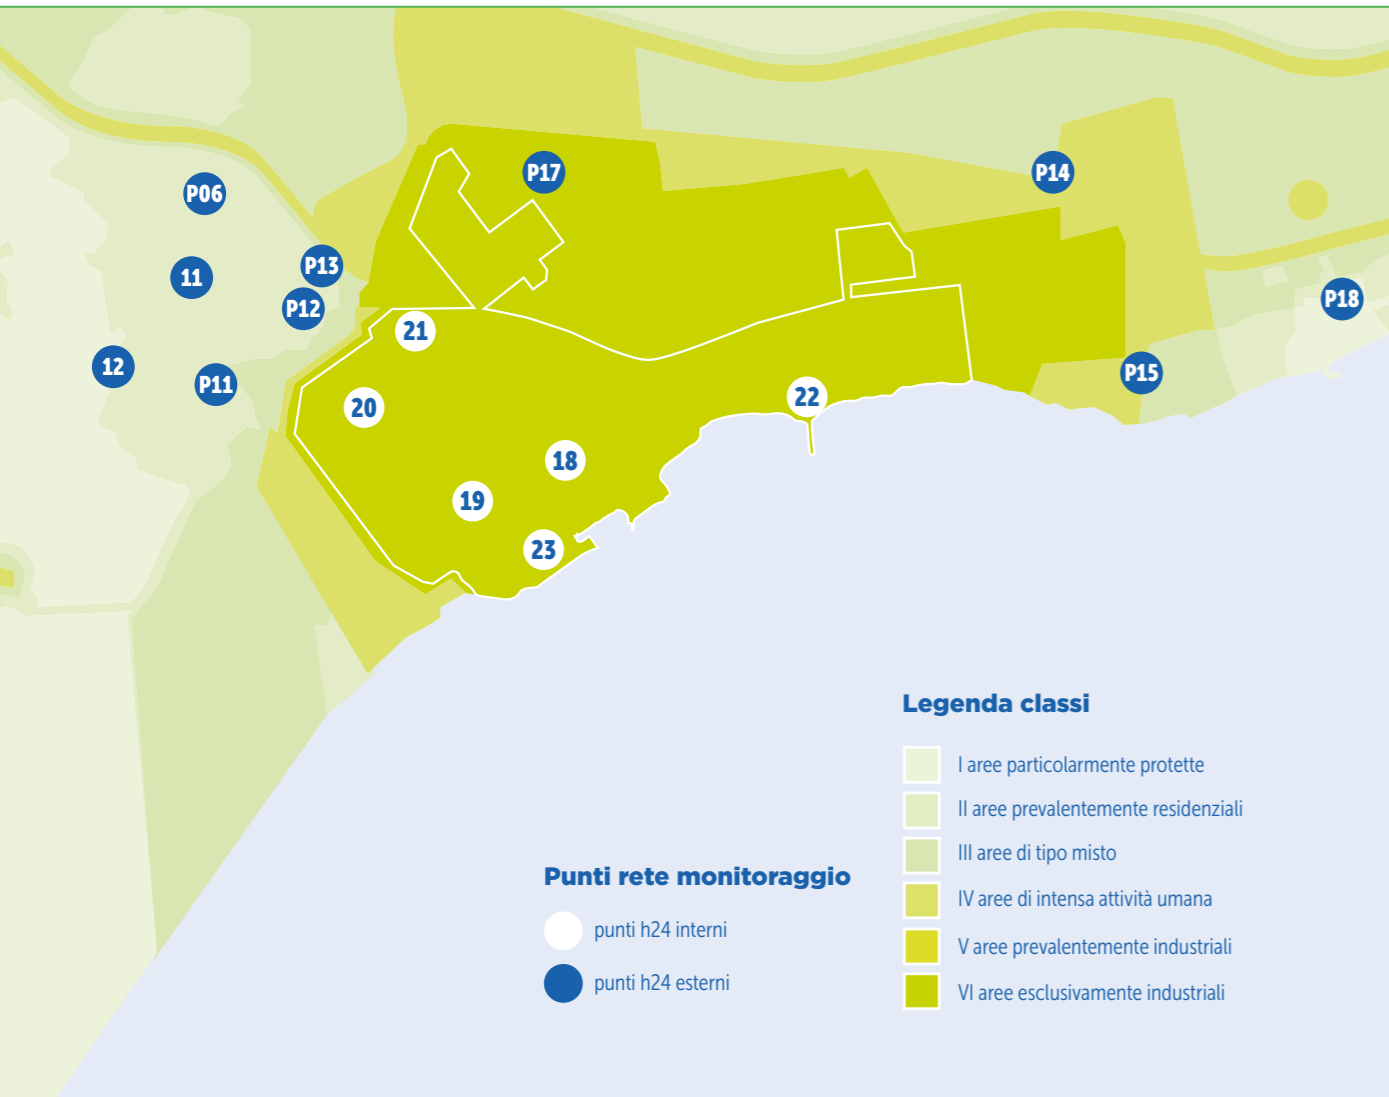 P17
P14
P06
P13
11
P12
P18
21
12
P11
P15
20
22
18
19
23
Legenda classi
I aree particolarmente protette
II aree prevalentemente residenziali
III aree di tipo misto
IV aree di intensa attività umana
V aree prevalentemente industriali
VI aree esclusivamente industriali
Punti rete monitoraggio
punti h24 interni
punti h24 esterni